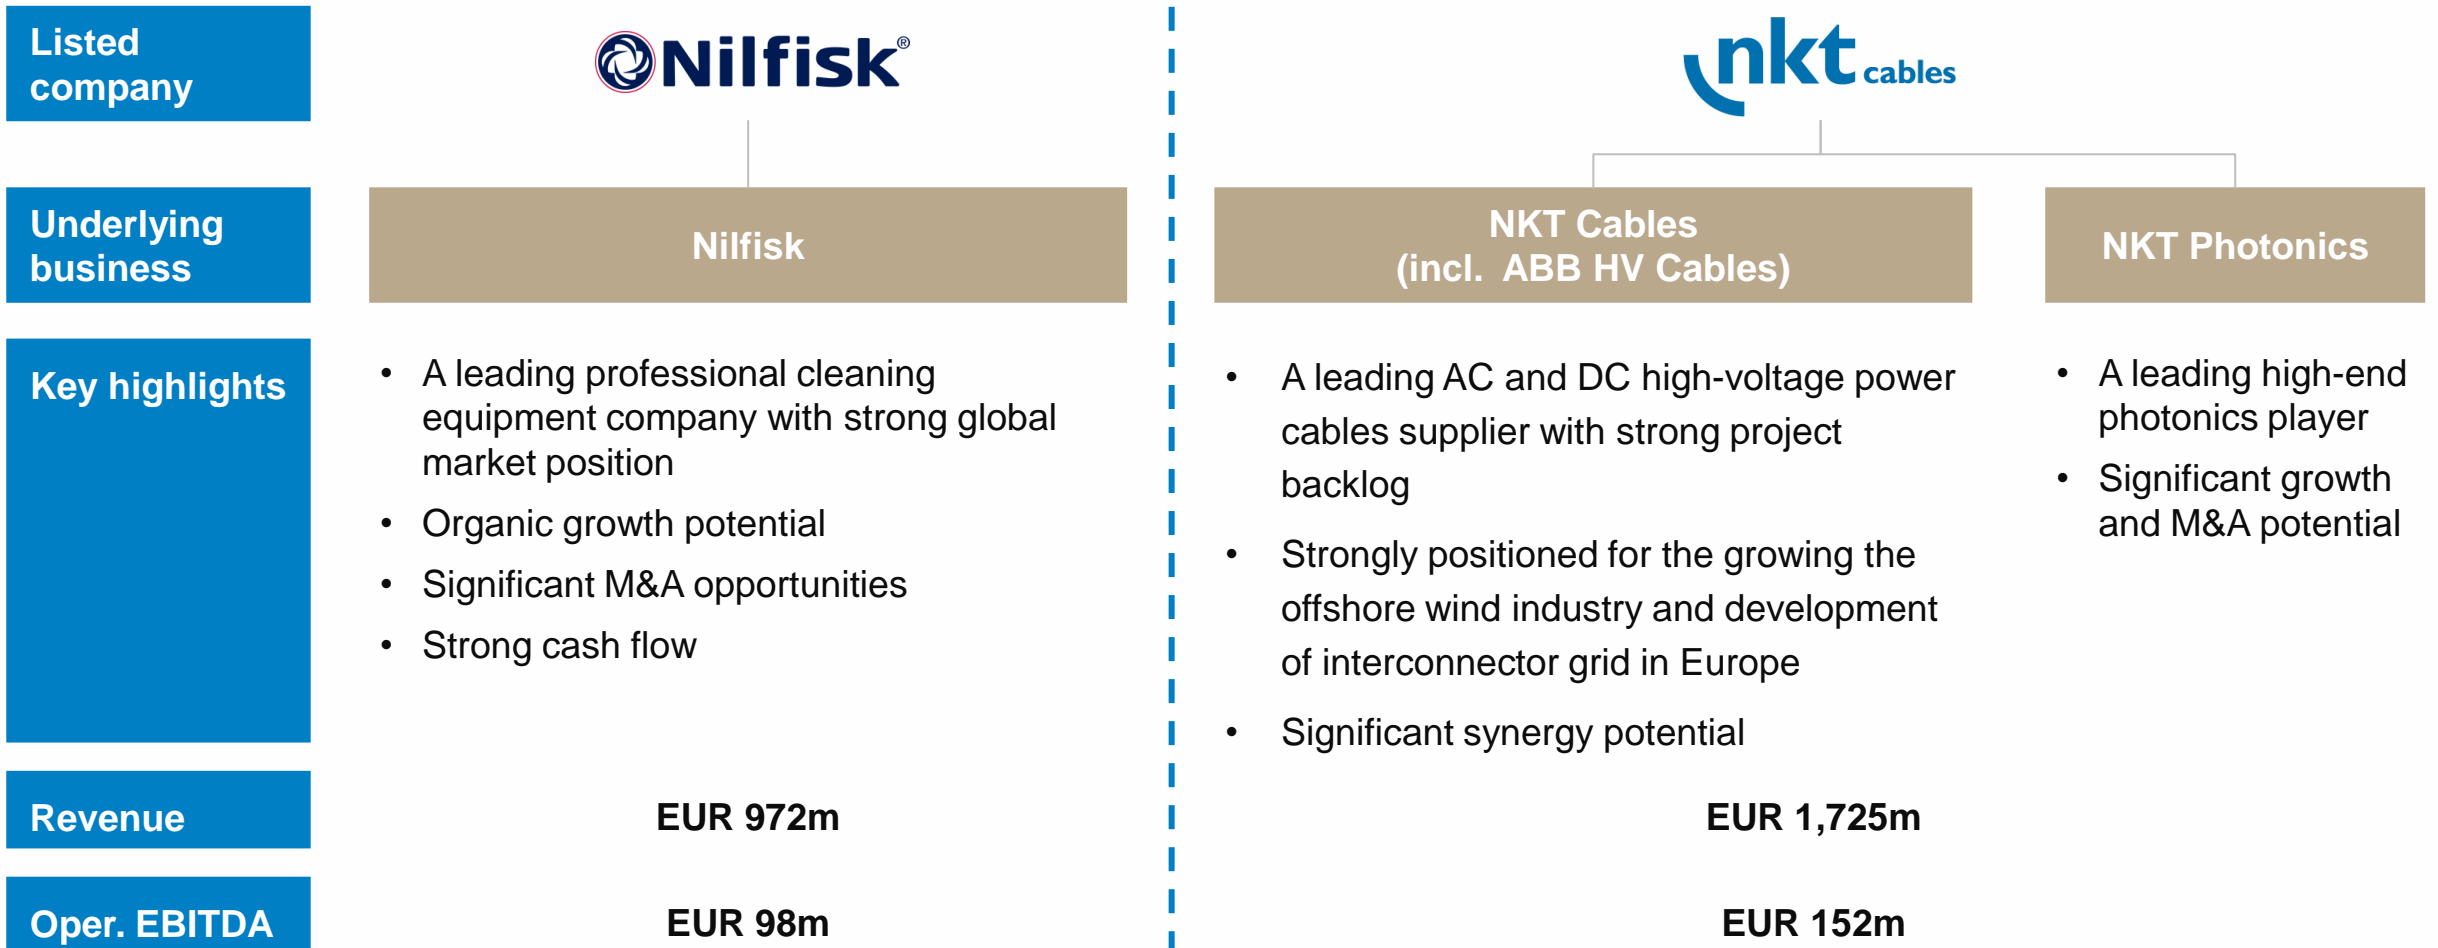 Listed
company
Nilfisk®
nkt cables
Underlying
business
Nilfisk
NKT Cables
(incl. ABB HV Cables)
NKT Photonics
Key highlights
• A leading professional cleaning
equipment company with strong global
market position
• Organic growth potential
• Significant M&A opportunities
• Strong cash flow
• A leading AC and DC high-voltage power
cables supplier with strong project
backlog
• Strongly positioned for the growing the
offshore wind industry and development
of interconnector grid in Europe
• Significant synergy potential
• A leading high-end
photonics player
• Significant growth
and M&A potential
Revenue
EUR 972m
EUR 1,725m
Oper. EBITDA
EUR 98m
EUR 152m